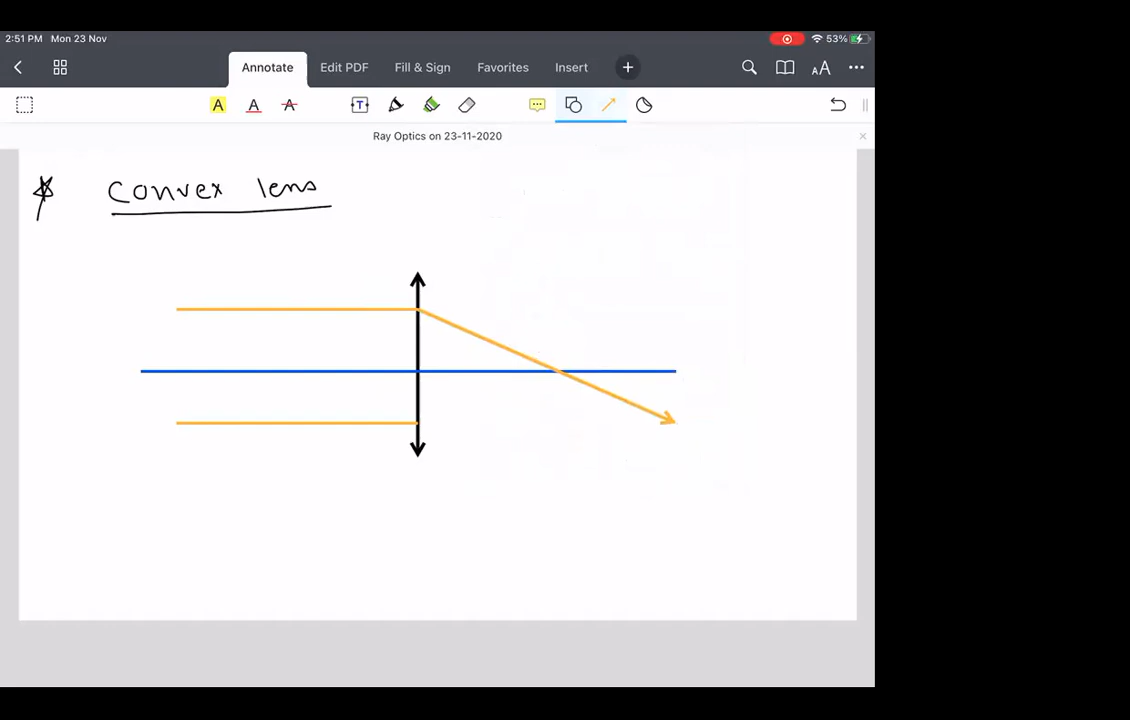 2:51 PM Mon 23 Nov
53%
Annotate Edit PDF Fill & Sign Favorites Insert
AA
A A A T
Ray Optics on 23-11-2020
Convex lens